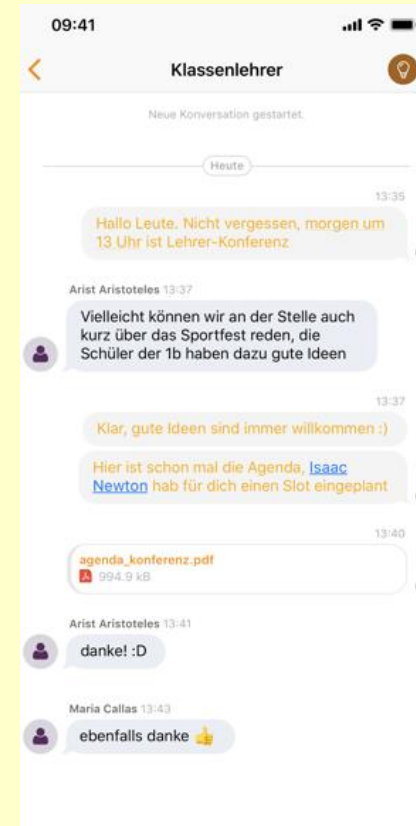 09:41
Klassenlehrer
Neue Konversation gestartet.
Heute
13:35
Hallo Leute. Nicht vergessen, morgen um
13 Uhr ist Lehrer-Konferenz
Arist Aristoteles 13:37
Vielleicht können wir an der Stelle auch
kurz über das Sportfest reden, die
Schüler der 1b haben dazu gute Ideen
13:37
Klar, gute Ideen sind immer willkommen :)
Hier ist schon mal die Agenda, Isaac
Newton hab für dich einen Slot eingeplant
13:40
agenda_konferenz.pdf
994.9 kB
Arist Aristoteles 13:41
danke! :D
Maria Callas 13:43
ebenfalls danke 👍